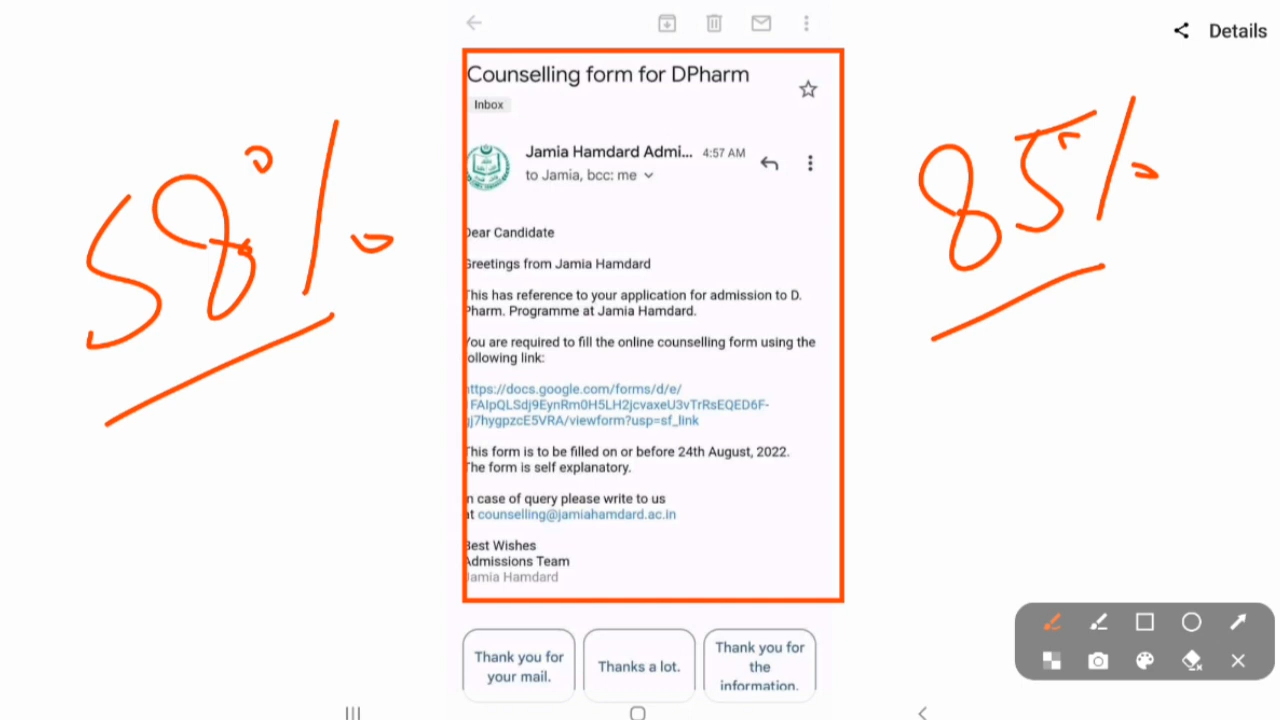 Details
Counselling form for DPharm
Inbox
Jamia Hamdard Admi... 4:57 AM
to Jamia, bcc: me
58%
85%
Dear Candidate
Greetings from Jamia Hamdard
This has reference to your application for admission to D.
Pharm. Programme at Jamia Hamdard.
You are required to fill the online counselling form using the
following link:
https://docs.google.com/forms/d/e/
1FAIpQLSdj9EynRm0H5LH2jcvaxeU3vTrRsEQED6F-
gj7hygpzcE5VRA/viewform?usp=sf_link
This form is to be filled on or before 24th August, 2022.
The form is self explanatory.
In case of query please write to us
at counselling@jamiahamdard.ac.in
Best Wishes
Admissions Team
Jamia Hamdard
Thank you for
your mail.
Thanks a lot.
Thank you for
the
information.